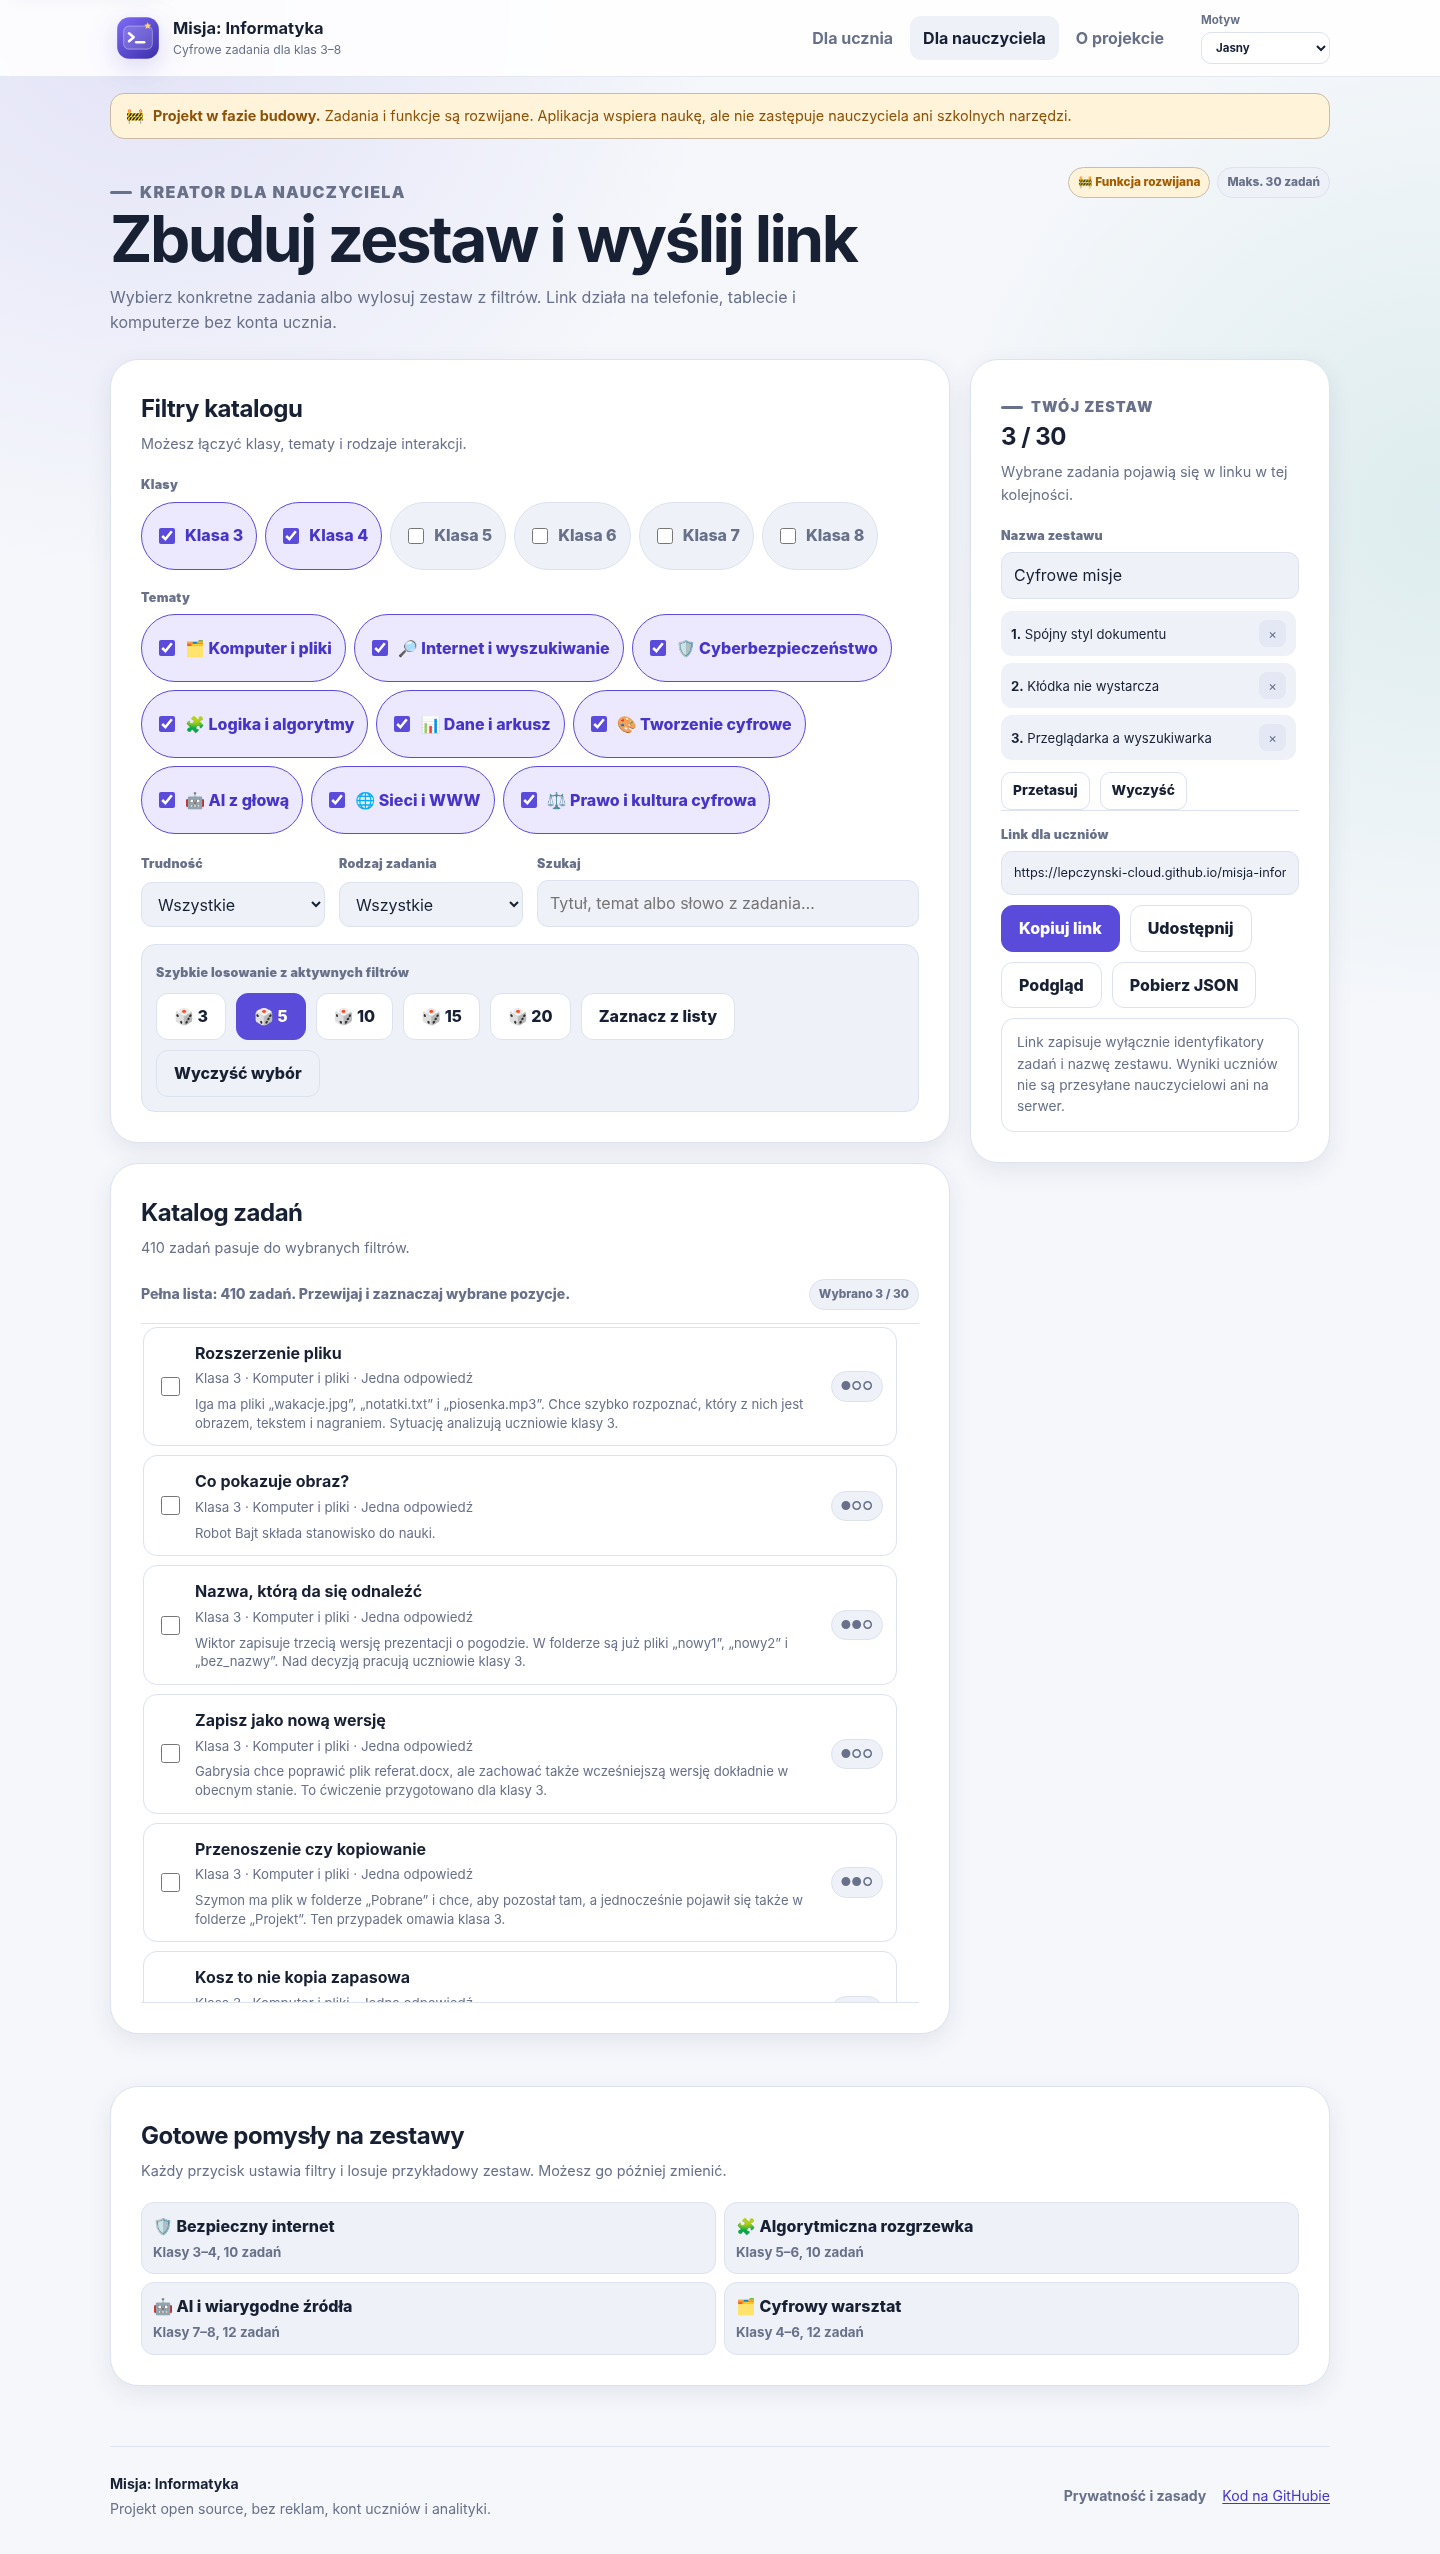 Misja: Informatyka
Cyfrowe zadania dla klas 3–8
Dla ucznia
Dla nauczyciela
O projekcie
Motyw
Jasny
🚧 Projekt w fazie budowy. Zadania i funkcje są rozwijane. Aplikacja wspiera naukę, ale nie zastępuje nauczyciela ani szkolnych narzędzi.
KREATOR DLA NAUCZYCIELA
🚧 Funkcja rozwijana
Maks. 30 zadań
Zbuduj zestaw i wyślij link
Wybierz konkretne zadania albo wylosuj zestaw z filtrów. Link działa na telefonie, tablecie i
komputerze bez konta ucznia.
Filtry katalogu
Możesz łączyć klasy, tematy i rodzaje interakcji.
Klasy
Klasa 3
Klasa 4
Klasa 5
Klasa 6
Klasa 7
Klasa 8
Tematy
🗂️ Komputer i pliki
🔎 Internet i wyszukiwanie
🛡️ Cyberbezpieczeństwo
🧩 Logika i algorytmy
📊 Dane i arkusz
🎨 Tworzenie cyfrowe
🤖 AI z głową
🌐 Sieci i WWW
⚖️ Prawo i kultura cyfrowa
Trudność
Rodzaj zadania
Szukaj
Wszystkie
Wszystkie
Tytuł, temat albo słowo z zadania...
Szybkie losowanie z aktywnych filtrów
🎲 3
🎲 5
🎲 10
🎲 15
🎲 20
Zaznacz z listy
Wyczyść wybór
TWÓJ ZESTAW
3 / 30
Wybrane zadania pojawią się w linku w tej
kolejności.
Nazwa zestawu
Cyfrowe misje
1. Spójny styl dokumentu ×
2. Kłódka nie wystarcza ×
3. Przeglądarka a wyszukiwarka ×
Przetasuj
Wyczyść
Link dla uczniów
https://lepczynski-cloud.github.io/misja-infor
Kopiuj link
Udostępnij
Podgląd
Pobierz JSON
Link zapisuje wyłącznie identyfikatory
zadań i nazwę zestawu. Wyniki uczniów
nie są przesyłane nauczycielowi ani na
serwer.
Katalog zadań
410 zadań pasuje do wybranych filtrów.
Pełna lista: 410 zadań. Przewijaj i zaznaczaj wybrane pozycje.
Wybrano 3 / 30
Rozszerzenie pliku
Klasa 3 · Komputer i pliki · Jedna odpowiedź
Iga ma pliki „wakacje.jpg”, „notatki.txt” i „piosenka.mp3”. Chce szybko rozpoznać, który z nich jest
obrazem, tekstem i nagraniem. Sytuację analizują uczniowie klasy 3.
●○○
Co pokazuje obraz?
Klasa 3 · Komputer i pliki · Jedna odpowiedź
Robot Bajt składa stanowisko do nauki.
●○○
Nazwa, którą da się odnaleźć
Klasa 3 · Komputer i pliki · Jedna odpowiedź
Wiktor zapisuje trzecią wersję prezentacji o pogodzie. W folderze są już pliki „nowy1”, „nowy2” i
„bez_nazwy”. Nad decyzją pracują uczniowie klasy 3.
●●○
Zapisz jako nową wersję
Klasa 3 · Komputer i pliki · Jedna odpowiedź
Gabrysia chce poprawić plik referat.docx, ale zachować także wcześniejszą wersję dokładnie w
obecnym stanie. To ćwiczenie przygotowano dla klasy 3.
●○○
Przenoszenie czy kopiowanie
Klasa 3 · Komputer i pliki · Jedna odpowiedź
Szymon ma plik w folderze „Pobrane” i chce, aby pozostał tam, a jednocześnie pojawił się także w
folderze „Projekt”. Ten przypadek omawia klasa 3.
●●○
Kosz to nie kopia zapasowa
Klasa 3 · Komputer i pliki · Jedna odpowiedź
Gotowe pomysły na zestawy
Każdy przycisk ustawia filtry i losuje przykładowy zestaw. Możesz go później zmienić.
🛡️ Bezpieczny internet
Klasy 3–4, 10 zadań
🧩 Algorytmiczna rozgrzewka
Klasy 5–6, 10 zadań
🤖 AI i wiarygodne źródła
Klasy 7–8, 12 zadań
🗂️ Cyfrowy warsztat
Klasy 4–6, 12 zadań
Misja: Informatyka
Projekt open source, bez reklam, kont uczniów i analityki.
Prywatność i zasady
Kod na GitHubie